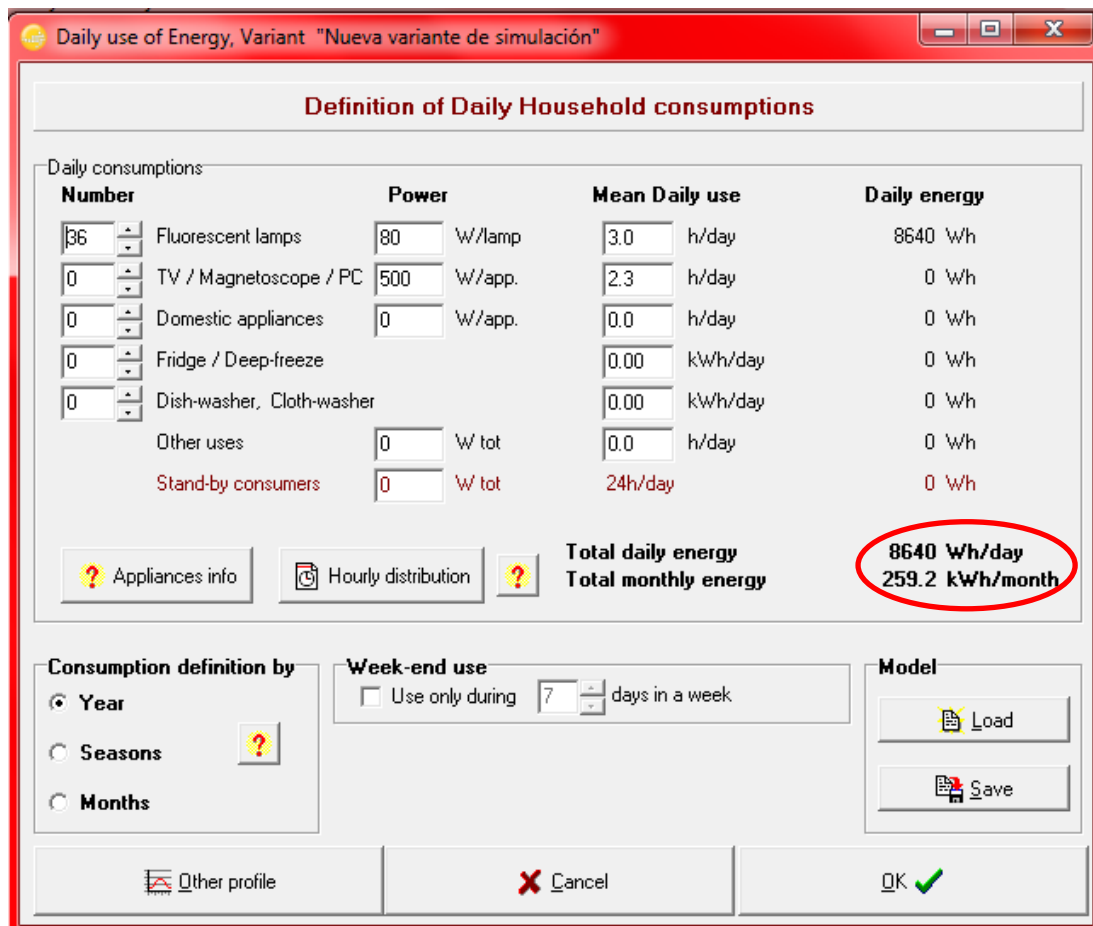 Daily use of Energy, Variant "Nueva variante de simulación"
Definition of Daily Household consumptions
Daily consumptions
Number Power Mean Daily use Daily energy
36 Fluorescent lamps 80 W/lamp 3.0 h/day 8640 Wh
0 TV / Magnetoscope / PC 500 W/app. 2.3 h/day 0 Wh
0 Domestic appliances 0 W/app. 0.0 h/day 0 Wh
0 Fridge / Deep-freeze 0.00 kWh/day 0 Wh
0 Dish-washer, Cloth-washer 0.00 kWh/day 0 Wh
Other uses 0 W tot 0.0 h/day 0 Wh
Stand-by consumers 0 W tot 24h/day 0 Wh
? Appliances info Hourly distribution ? Total daily energy 8640 Wh/day
Total monthly energy 259.2 kWh/month
Consumption definition by Week-end use Model
Year Use only during 7 days in a week
Load
Seasons ?
Save
Months
Other profile Cancel OK